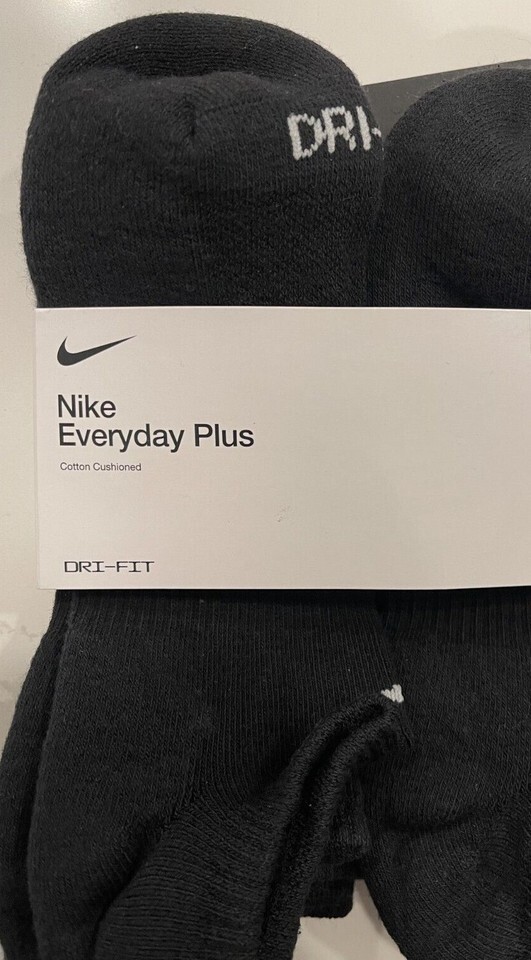 DRI-
Nike
Everyday Plus
Cotton Cushioned
DRI-FIT